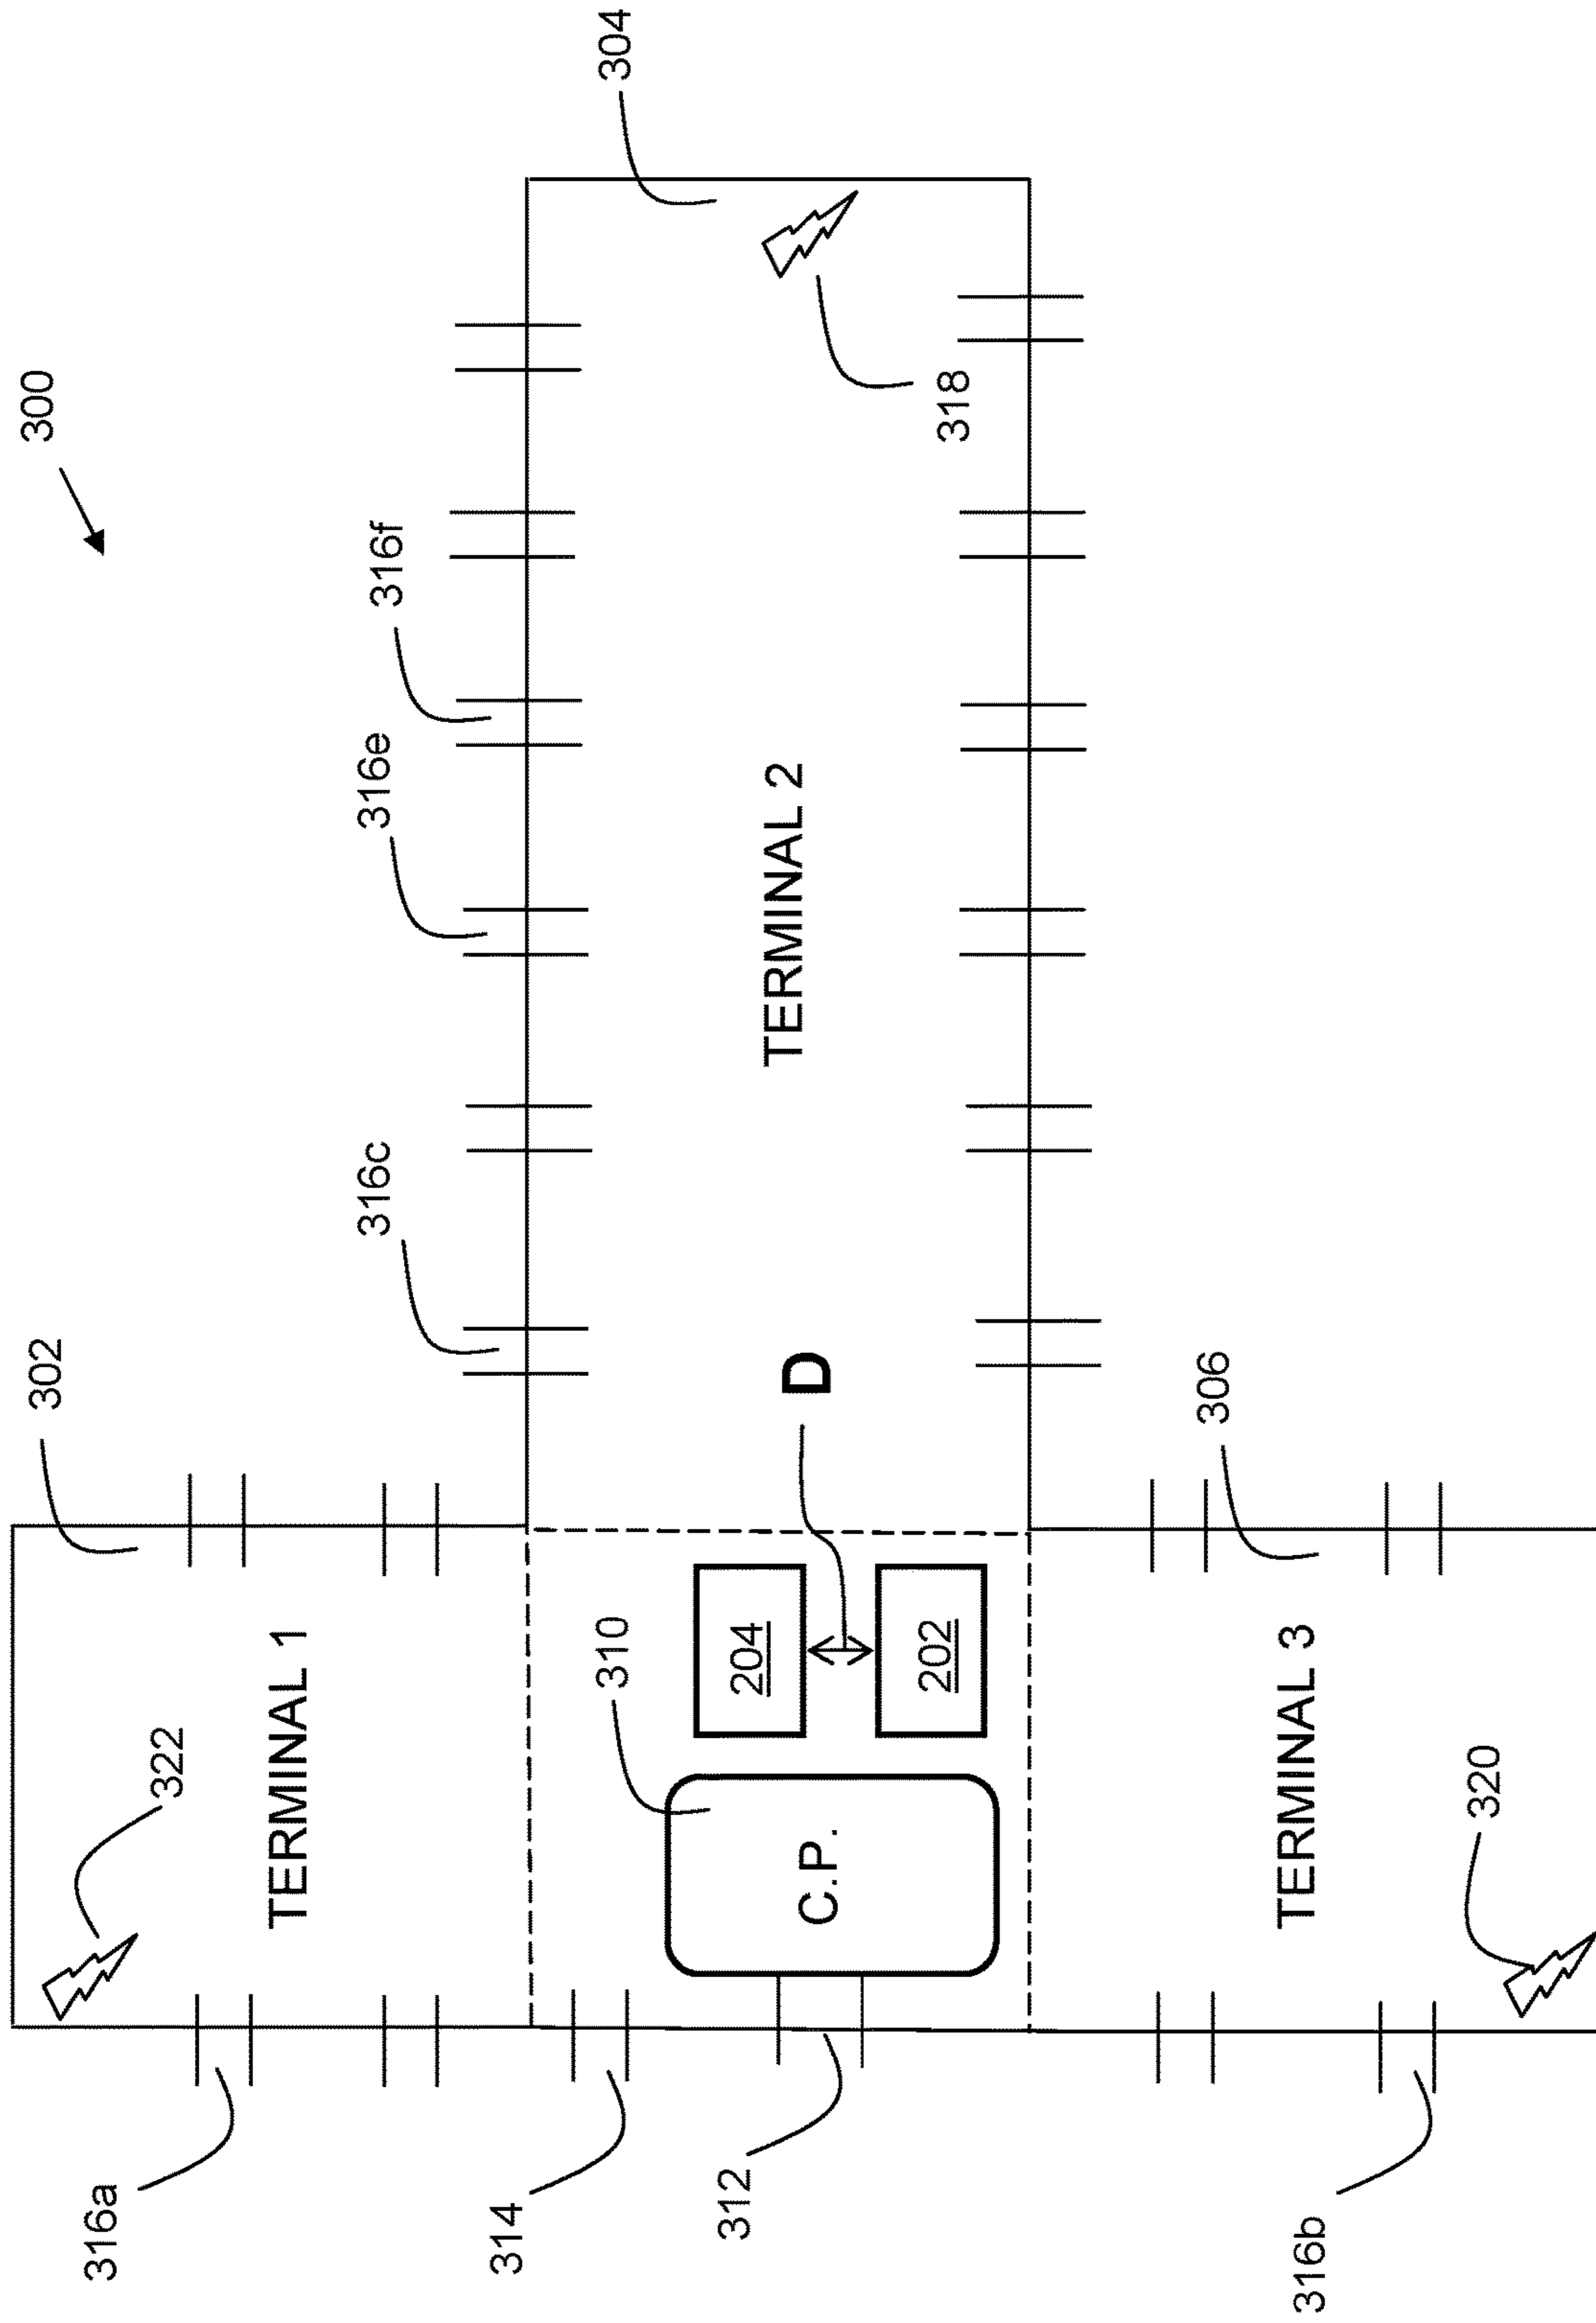 300
304
318
316f
316e
316c
TERMINAL 2
D
302
306
204
202
310
C.P.
TERMINAL 1
322
TERMINAL 3
320
316a
314
312
316b